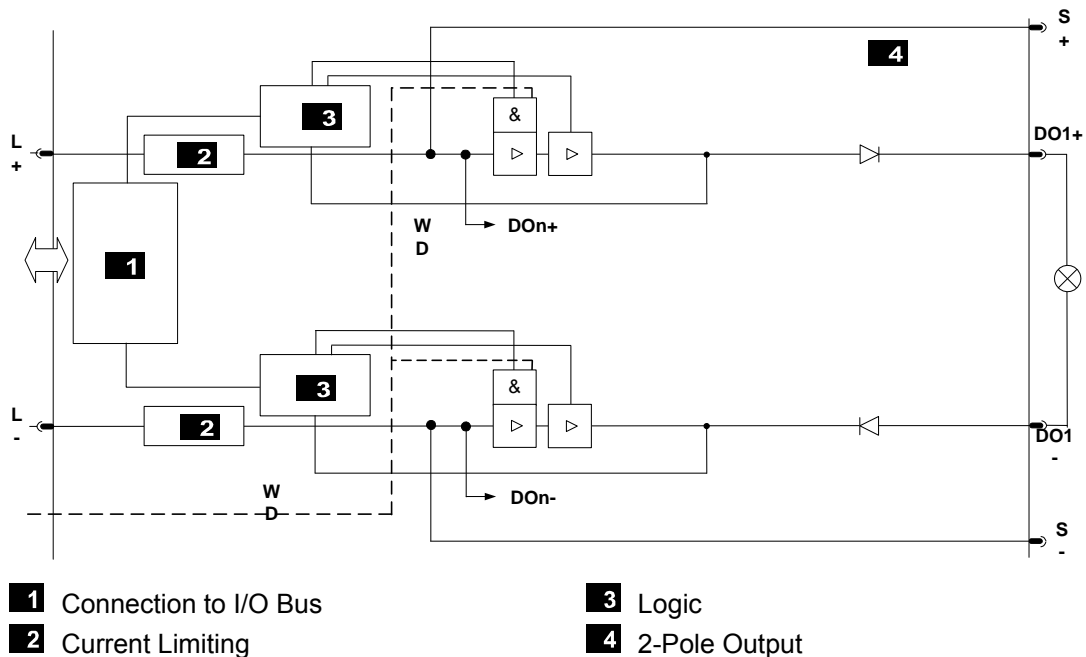 S
+
4
3
&
L
+
2
DO1+
W
D
DOn+
1
3
&
L
-
2
DO1
-
W
D
DOn-
S
-
1 Connection to I/O Bus
3 Logic
2 Current Limiting
4 2-Pole Output